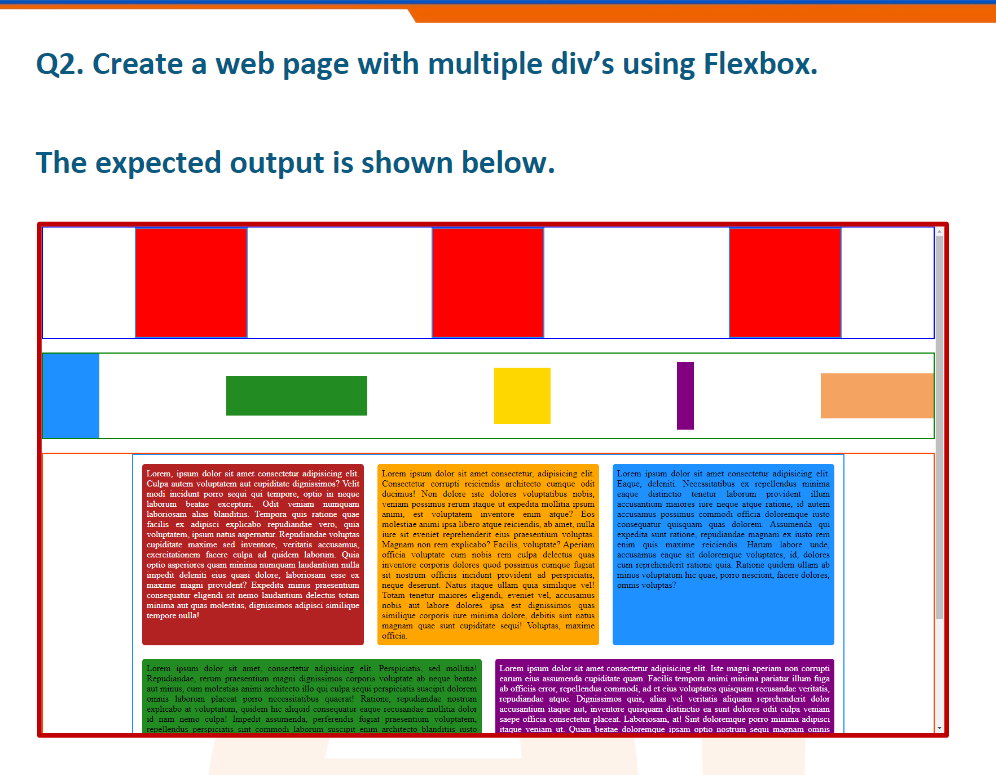 Q2. Create a web page with multiple div’s using Flexbox.
The expected output is shown below.
Lorem, ipsum dolor sit amet consectetur adipisicing elit.
Culpa autem voluptatem aut cupiditate dignissimos? Velit
modi incidunt porro sequi qui tempore, optio in neque
laborum beatae excepturi. Odit veniam numquam
laboriosam alias blanditiis. Tempora quis ratione quae
facilis ex adipisci explicabo repudiandae vero, quia
voluptatem, ipsum natus aspernatur. Repudiandae voluptas
cupiditate maxime sed inventore, veritatis accusamus,
exercitationem facere culpa ad quidem laborum. Quia
optio asperiores quam minima numquam laudantium nulla
impedit deleniti eius quasi dolore, laboriosam esse ex
maxime magni provident? Expedita minus praesentium
consequatur eligendi sit nemo laudantium delectus totam
minima aut quas molestias, dignissimos adipisci similique
tempore nulla!
Lorem ipsum dolor sit amet consectetur, adipisicing elit.
Consectetur corrupti reiciendis architecto cumque odit
ducimus! Non dolore iste dolores voluptatibus nobis,
veniam possimus rerum itaque ut expedita mollitia ipsum
animi, est voluptatem inventore enim atque? Eos
molestiae animi ipsa libero atque reiciendis, ab amet, nulla
iure sit eveniet reprehenderit eius praesentium voluptas.
Magnam non rem explicabo? Facilis, voluptate? Aperiam
officia voluptate cum nobis rem culpa delectus quas
inventore corporis dolores quod possimus cumque fugiat
sit nostrum officiis incidunt provident ad perspiciatis,
neque deserunt. Natus itaque ullam quia similique vel!
Totam tenetur maiores eligendi, eveniet vel, accusamus
nobis aut labore dolores ipsa est dignissimos quas
similique corporis iure minima dolore, debitis sint natus
magnam quae sunt cupiditate sequi! Voluptas, maxime
officia.
Lorem ipsum dolor sit amet consectetur adipisicing elit.
Eaque, deleniti. Necessitatibus ex repellendus minima
eaque distinctio tenetur laborum provident illum
accusantium maiores iure neque atque ratione, id autem
accusamus possimus commodi officia doloremque iusto
consequatur quisquam quas dolorem. Assumenda qui
expedita sunt ratione, repudiandae magnam ex iusto rem
enim quis maxime reiciendis. Harum labore unde,
accusamus eaque sit doloremque voluptates, id, dolores
cum reprehenderit ratione quia. Ratione quidem ullam ab
minus voluptatum hic quae, porro nesciunt, facere dolores,
omnis voluptas?
Lorem ipsum dolor sit amet, consectetur adipisicing elit. Perspiciatis, sed mollitia!
Repudiandae, rerum praesentium magni dignissimos corporis voluptate in neque beatae
aut minus, cum molestias animi architecto illo qui culpa sequi perspiciatis suscipit dolorem
omnis laborum placeat porro necessitatibus quaerat! Ratione, repudiandae nostrum
explicabo at voluptatum, quidem hic aliquid consequatur eaque recusandae mollitia dolor
id nam nemo culpa! Impedit assumenda, perferendis fugiat praesentium voluptatem,
repellendus perspiciatis sint commodi laborum suscipit enim architecto blanditiis iusto
Lorem ipsum dolor sit amet consectetur adipisicing elit. Iste magni aperiam non corrupti
earum eius assumenda cupiditate quam. Facilis tempora animi minima pariatur illum fuga
ab officiis error, repellendus commodi, ad et eius voluptates quisquam recusandae veritatis,
repudiandae atque. Dignissimos quis, alias vel veritatis aliquam reprehenderit dolor
accusantium itaque aut, inventore quisquam distinctio ea sunt dolores odit culpa veniam
saepe officia consectetur placeat. Laboriosam, at! Sint doloremque porro minima adipisci
itaque veniam ut. Quam beatae doloremque ipsam optio nostrum sequi magnam omnis